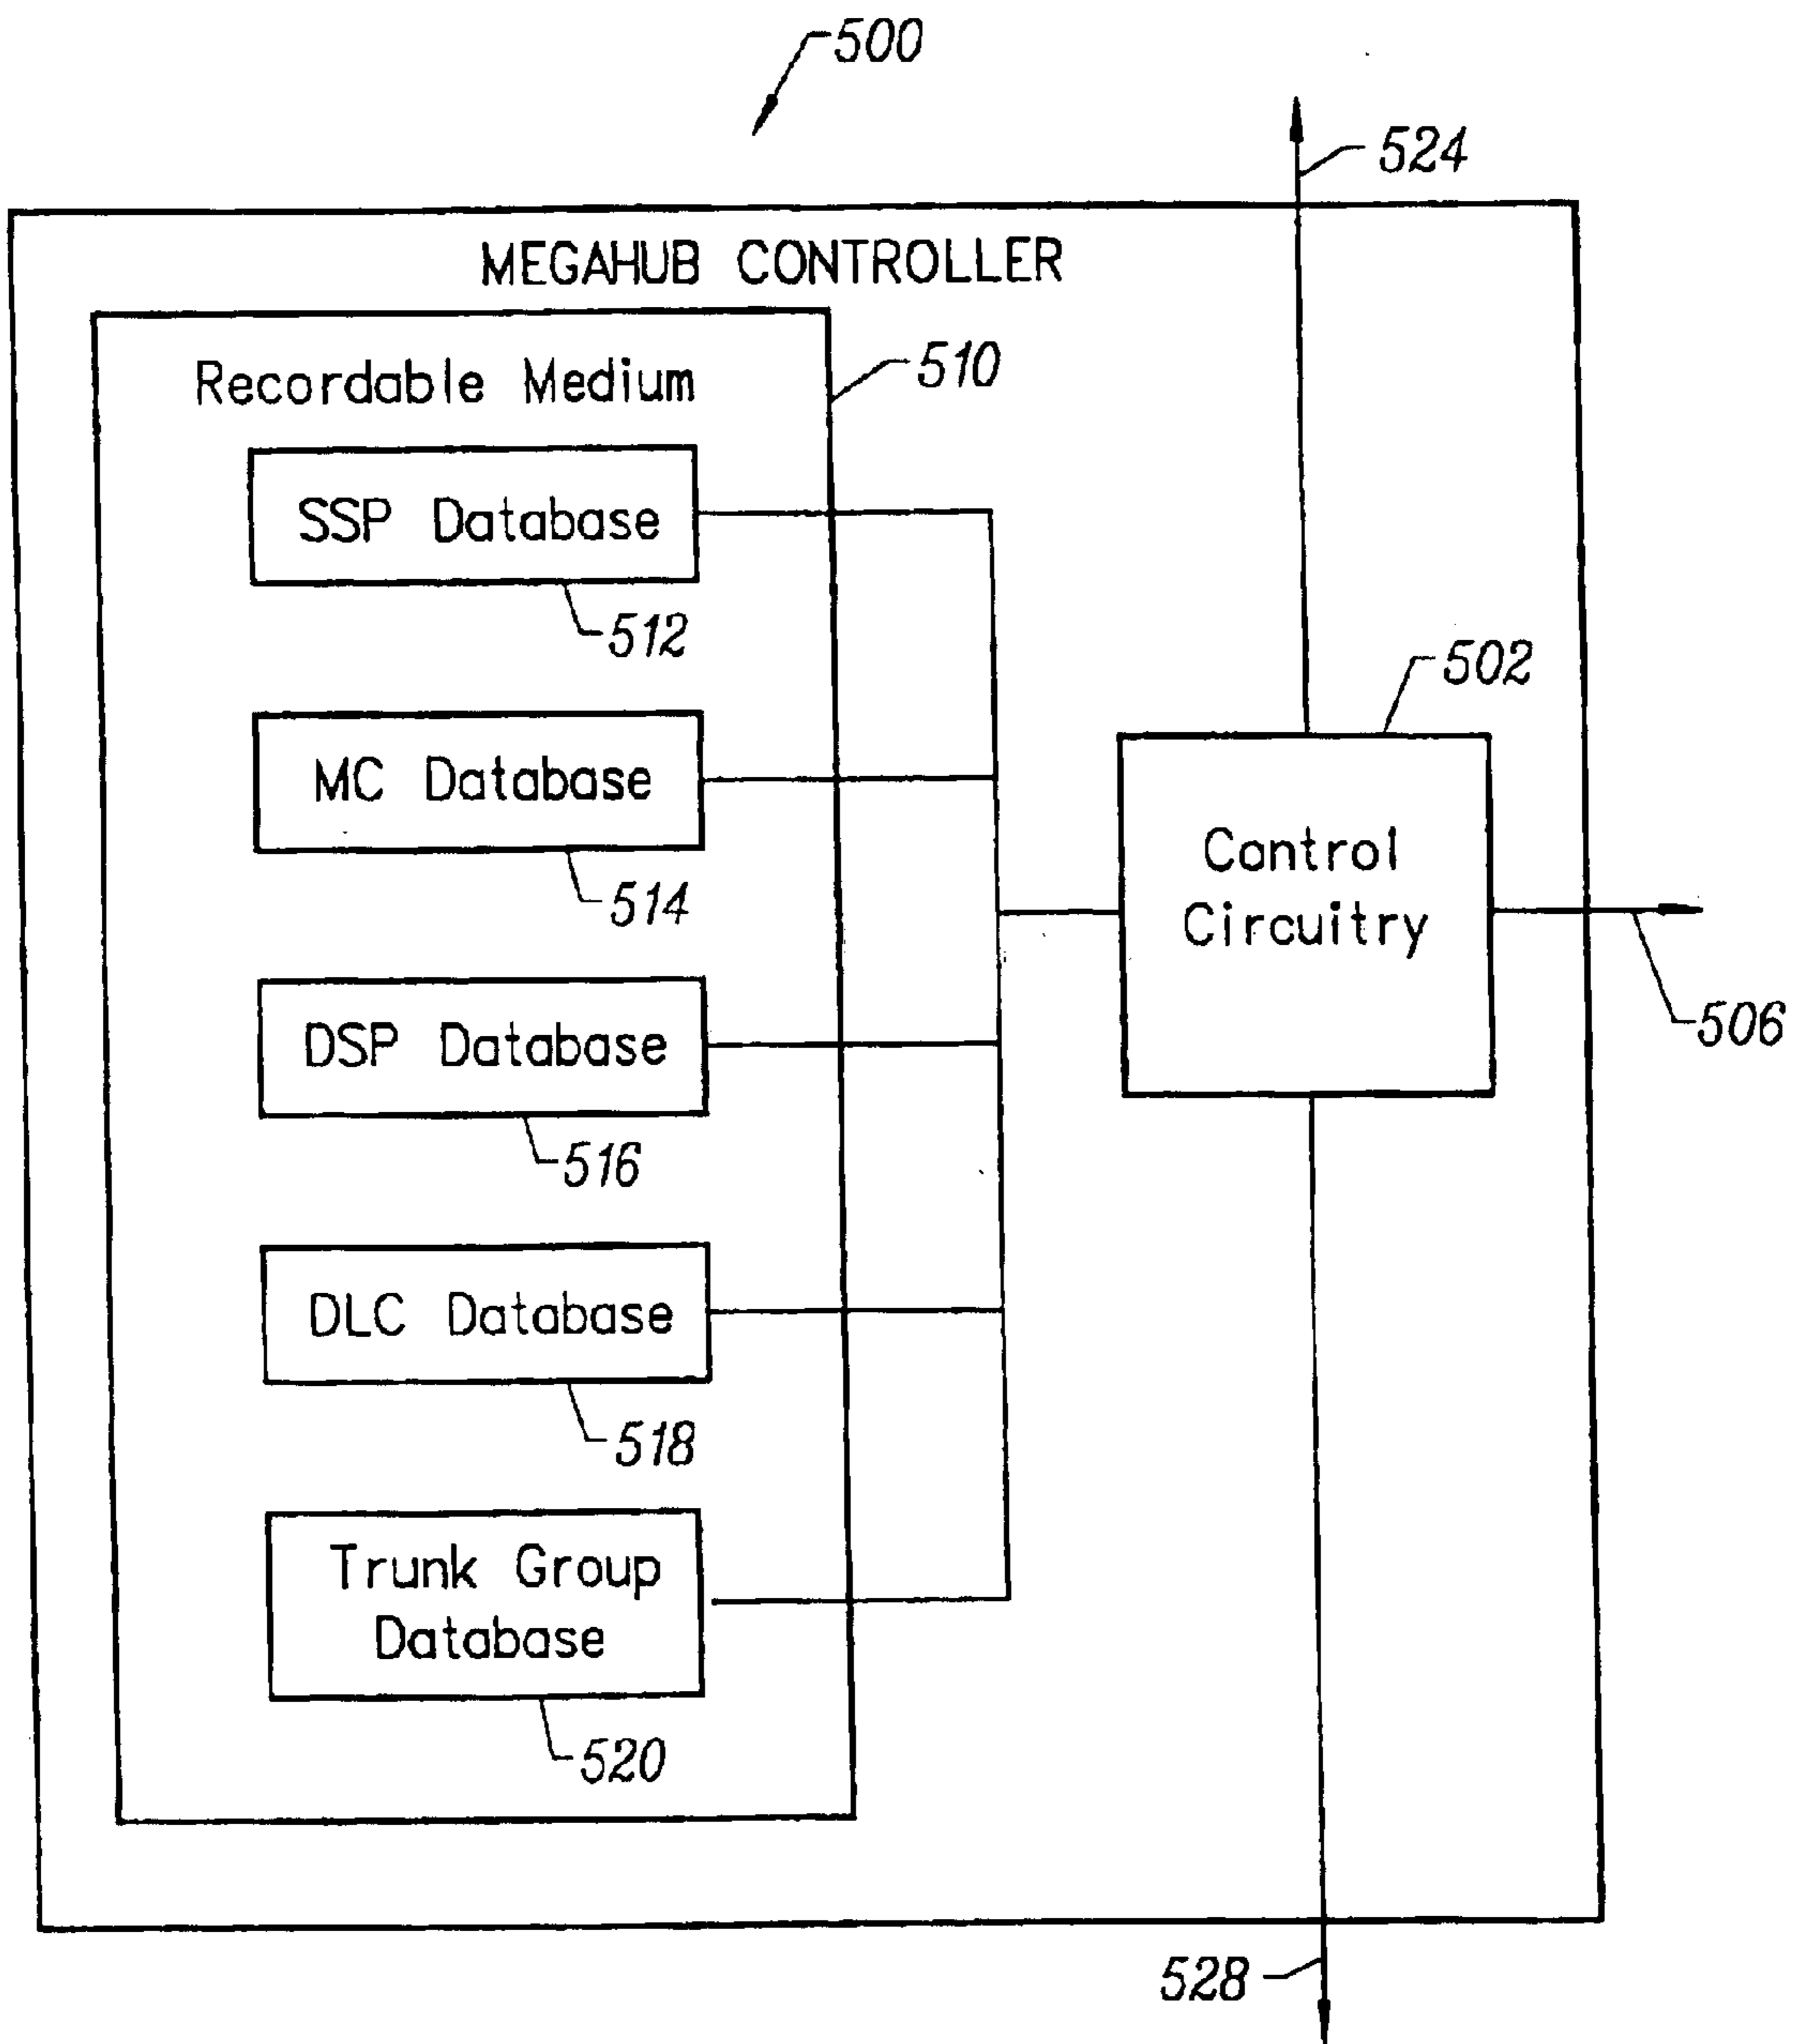 500
524
MEGAHUB CONTROLLER
510
Recordable Medium
SSP Database
512
502
MC Database
514
Control
Circuitry
506
DSP Database
516
DLC Database
518
Trunk Group
Database
520
528